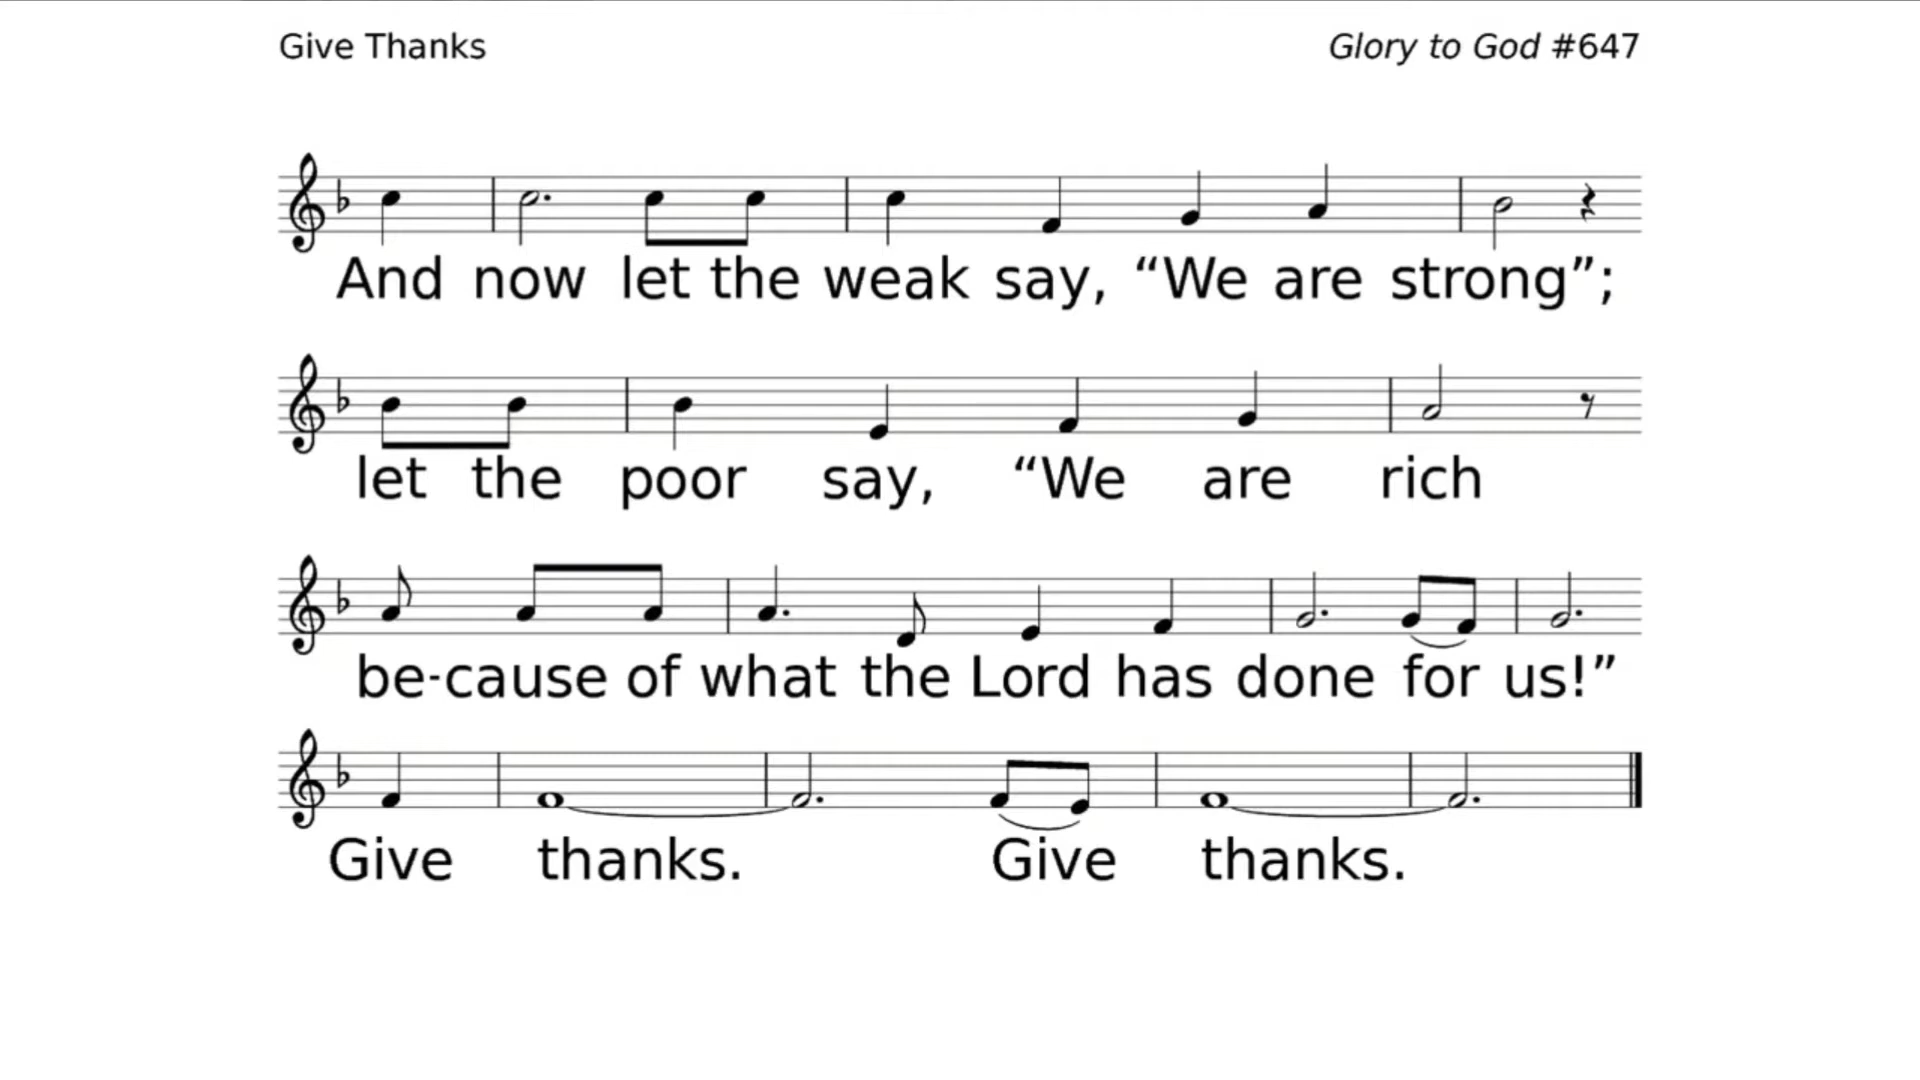 Give Thanks Glory to God #647
And now let the weak say, “We are strong”;
let the poor say, “We are rich
be-cause of what the Lord has done for us!”
Give thanks. Give thanks.